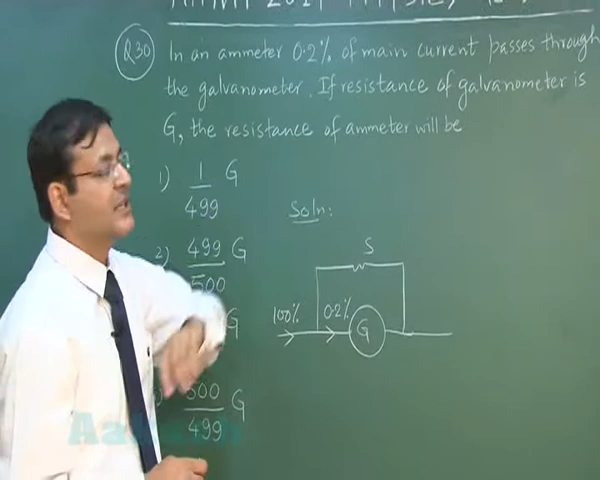 Q30 In an ammeter 0.2% of main current passes through
the galvanometer. If resistance of galvanometer is
G, the resistance of ammeter will be
1) 1/499 G
Soln:
2) 499/500 G
S
100% 0.2% G
G
500/499 G
Aakash